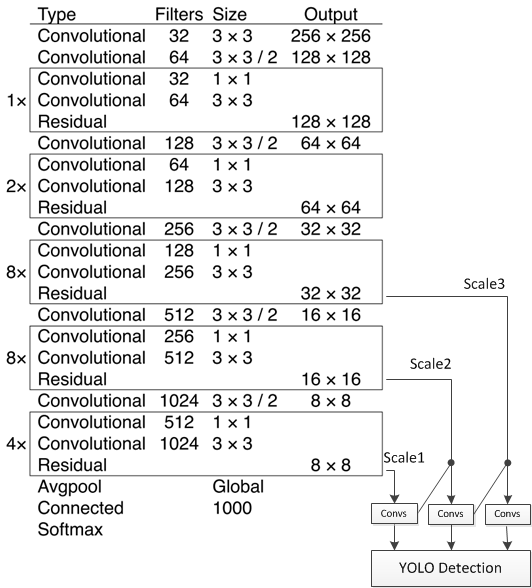 Type Filters Size Output
Convolutional 32 3 × 3 256 × 256
Convolutional 64 3 × 3 / 2 128 × 128
Convolutional 32 1 × 1
1× Convolutional 64 3 × 3
Residual 128 × 128
Convolutional 128 3 × 3 / 2 64 × 64
Convolutional 64 1 × 1
2× Convolutional 128 3 × 3
Residual 64 × 64
Convolutional 256 3 × 3 / 2 32 × 32
Convolutional 128 1 × 1
8× Convolutional 256 3 × 3
Residual 32 × 32
Scale3
Convolutional 512 3 × 3 / 2 16 × 16
Convolutional 256 1 × 1
8× Convolutional 512 3 × 3
Scale2
Residual 16 × 16
Convolutional 1024 3 × 3 / 2 8 × 8
Convolutional 512 1 × 1
4× Convolutional 1024 3 × 3
Residual 8 × 8
Scale1
Avgpool Global
Connected 1000
Softmax
Convs Convs Convs
YOLO Detection